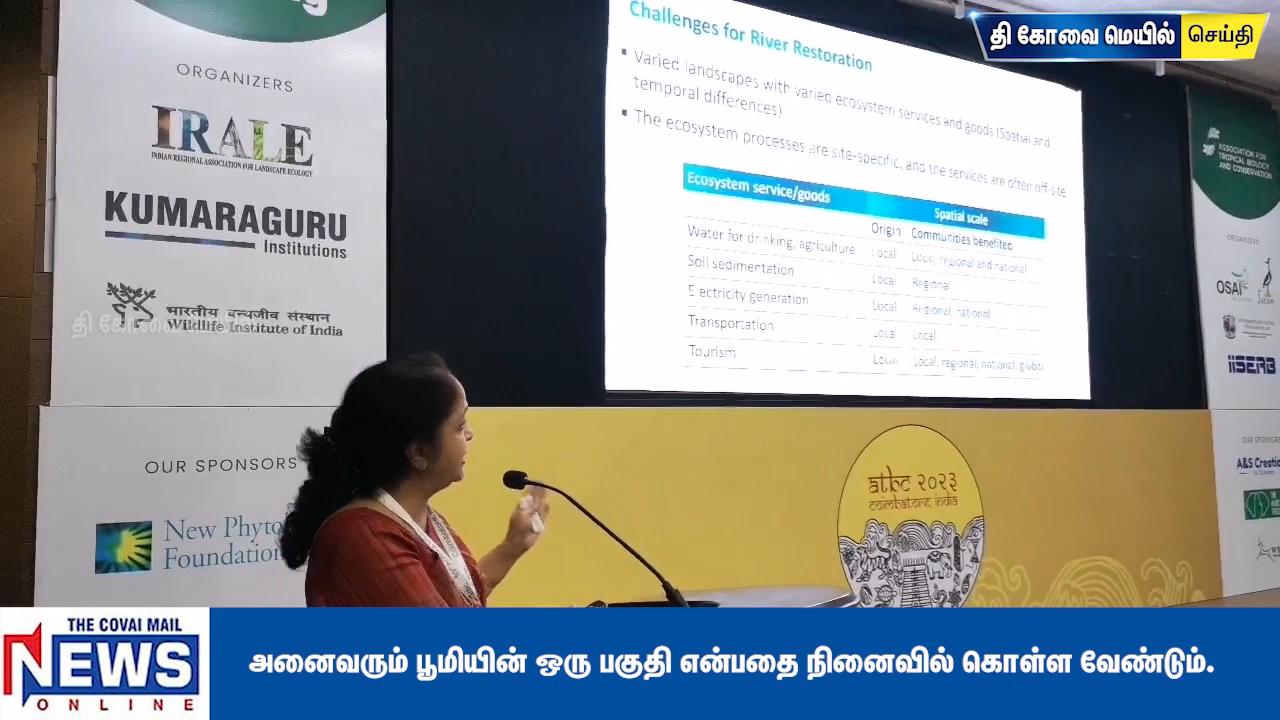 ORGANIZERS
IRALE
INDIAN REGIONAL ASSOCIATION FOR LANDSCAPE ECOLOGY
KUMARAGURU
Institutions
भारतीय वन्यजीव संस्थान
Wildlife Institute of India
தி கோவை
OUR SPONSORS
New Phyto
Foundation
Challenges for River Restoration
▪ Varied landscapes with varied ecosystem services and goods (Spatial and
temporal differences)
▪ The ecosystem processes are site-specific, and the services are often off-site
Ecosystem service/goods Spatial scale
Origin Communities benefited
Water for drinking, agriculture Local Local, regional and national
Soil sedimentation Local Regional
Electricity generation Local Regional, national
Transportation Local Local
Tourism Local Local, regional, national, global
தி கோவை மெயில் செய்தி
ASSOCIATION FOR
TROPICAL BIOLOGY
AND CONSERVATION
ORGANIZERS
OSAI
SACON
IISERB
OUR SPONSORS
A&S Creatio
atbc २०२३
coimbatore, india
THE COVAI MAIL
NEWS
ONLINE
அனைவரும் பூமியின் ஒரு பகுதி என்பதை நினைவில் கொள்ள வேண்டும்.